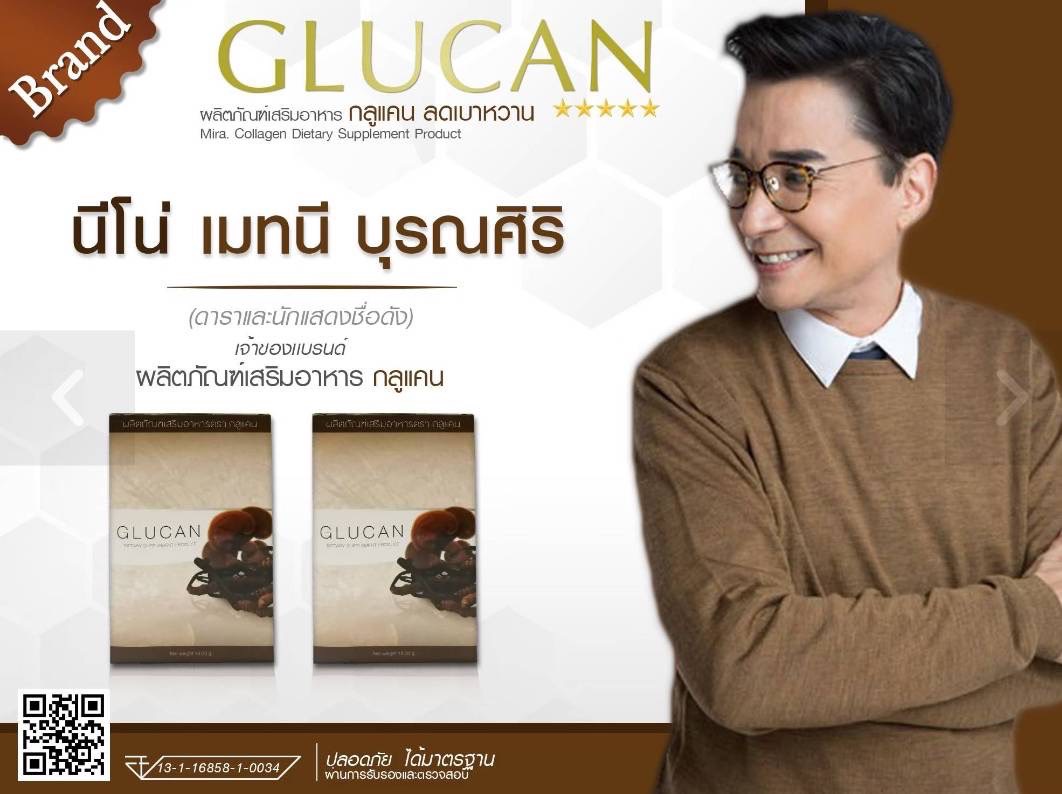 Brand
GLUCAN
ผลิตภัณฑ์เสริมอาหาร กลูแคน ลดเบาหวาน
Mira. Collagen Dietary Supplement Product
นีโน่ เมทนี บุรณศิริ
(ดาราและนักแสดงชื่อดัง)
เจ้าของแบรนด์
ผลิตภัณฑ์เสริมอาหาร กลูแคน
ผลิตภัณฑ์เสริมอาหารตรา กลูแคน
GLUCAN
DIETARY SUPPLEMENT PRODUCT
ผลิตภัณฑ์เสริมอาหารตรา กลูแคน
GLUCAN
DIETARY SUPPLEMENT PRODUCT
13-1-16858-1-0034
ปลอดภัย ได้มาตรฐาน
ผ่านการรับรองและตรวจสอบ